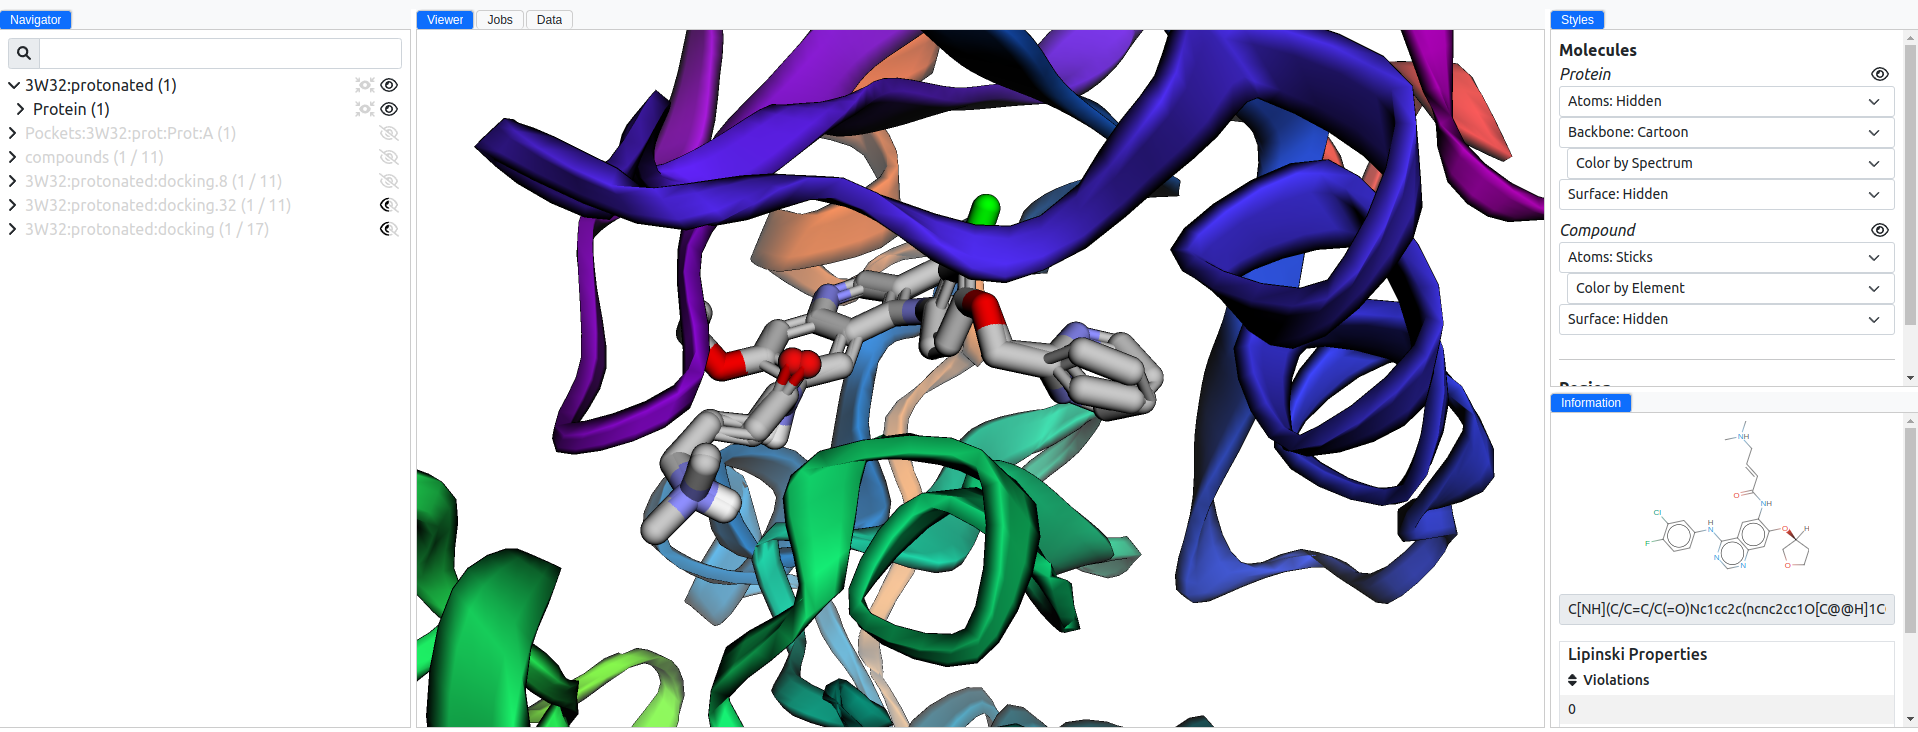 Navigator
3W32:protonated (1)
Protein (1)
Pockets:3W32:prot:Prot:A (1)
compounds (1 / 11)
3W32:protonated:docking.8 (1 / 11)
3W32:protonated:docking.32 (1 / 11)
3W32:protonated:docking (1 / 17)
Viewer Jobs Data
Styles
Molecules
Protein
Atoms: Hidden
Backbone: Cartoon
Color by Spectrum
Surface: Hidden
Compound
Atoms: Sticks
Color by Element
Surface: Hidden
Information
NH
O
NH
Cl
H
N
F
O
H
N
N
O
C[NH](C/C=C/C(=O)Nc1cc2c(ncnc2cc1O[C@@H]1C
Lipinski Properties
Violations
0